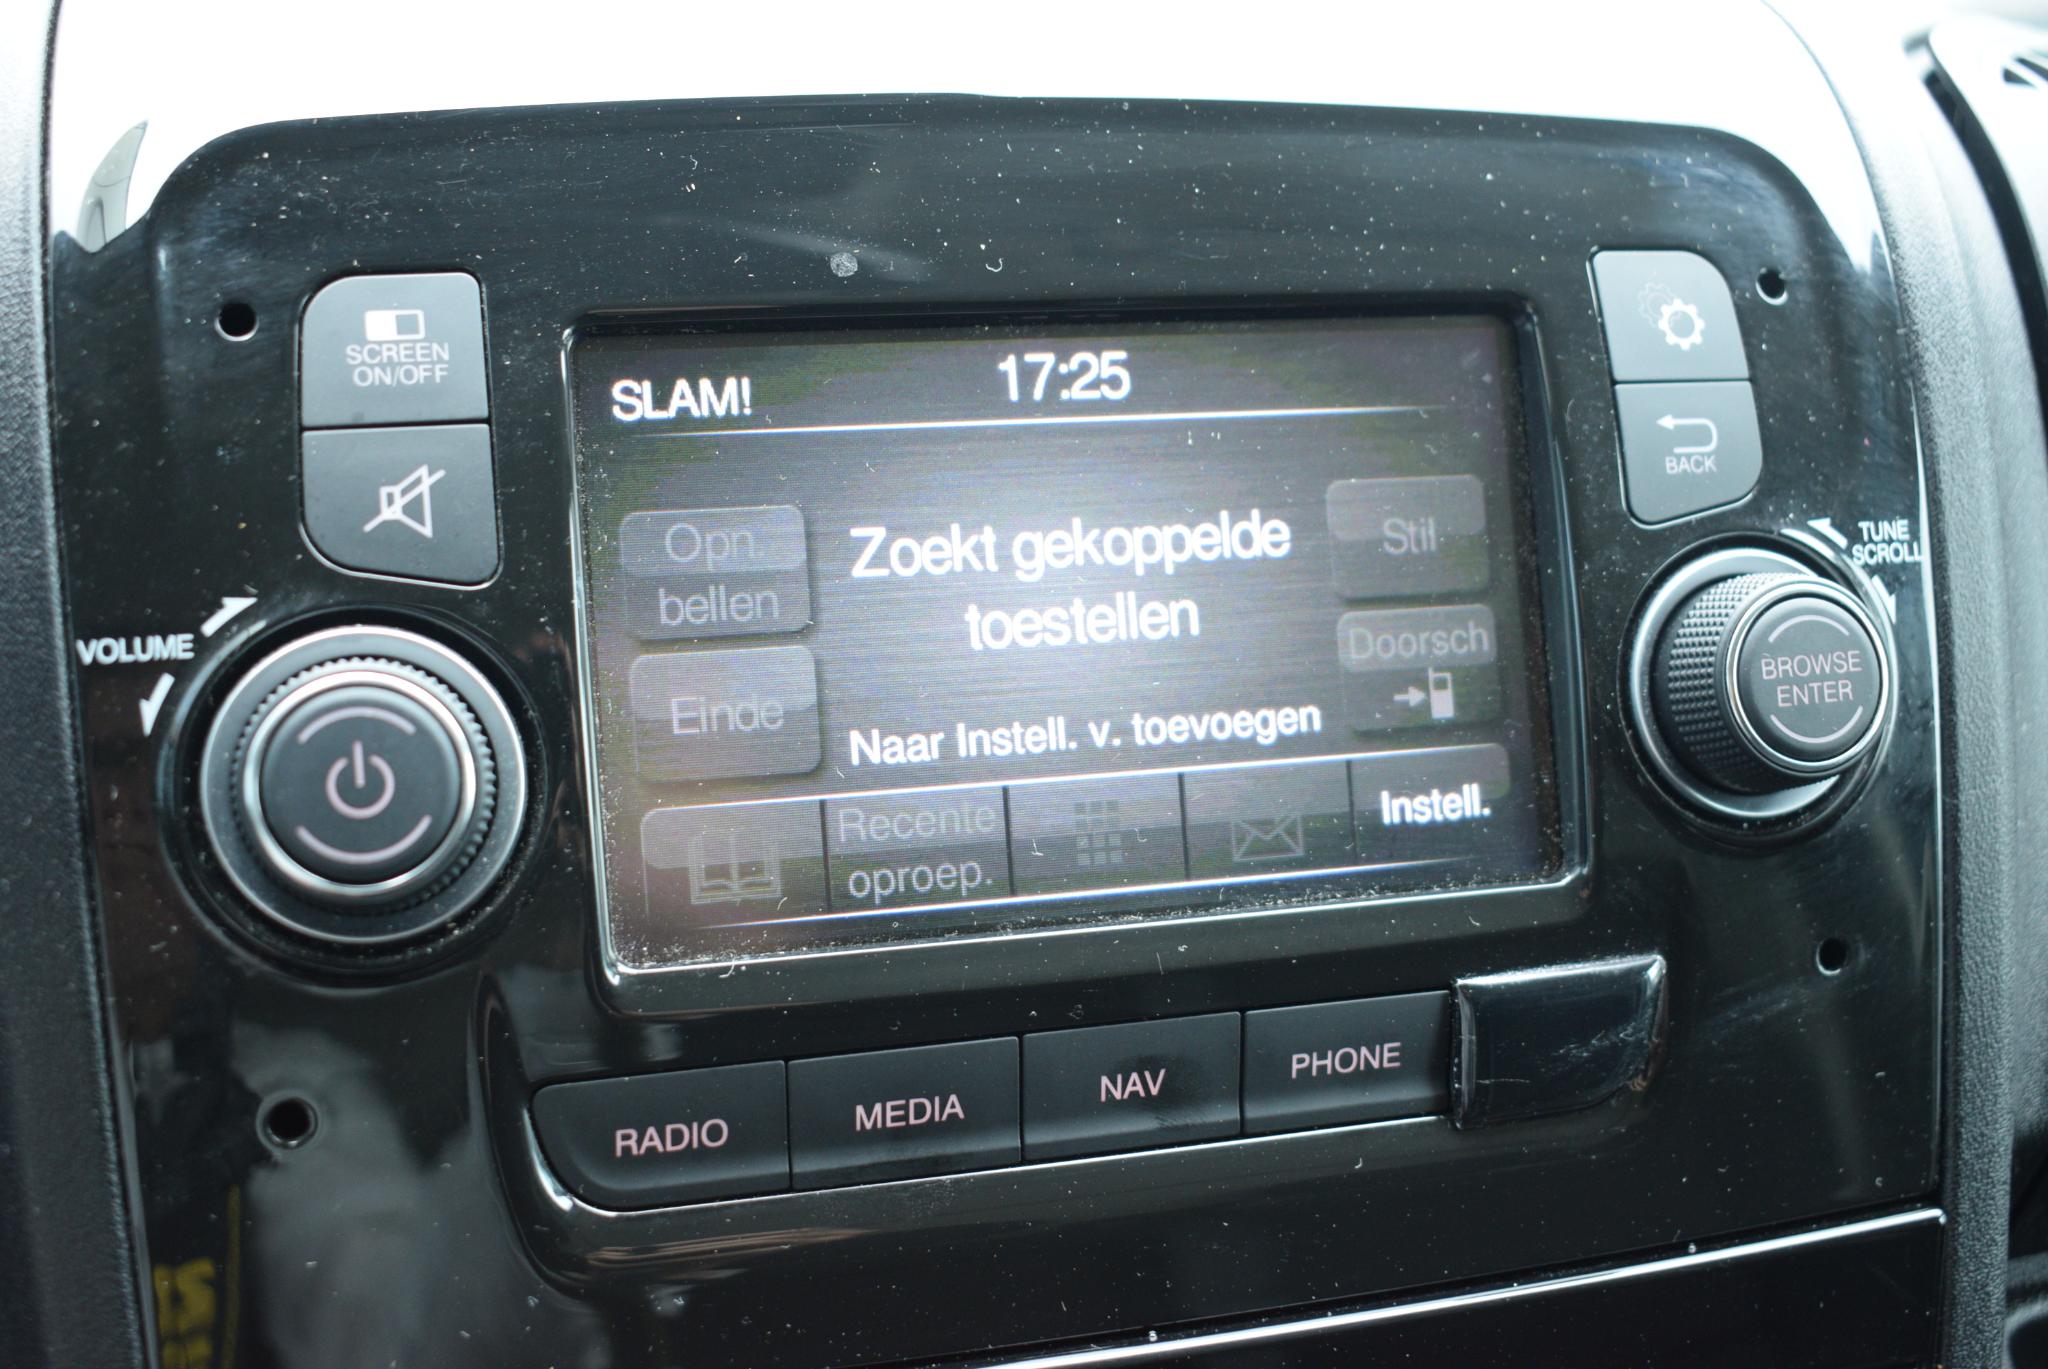 SCREEN
ON/OFF
VOLUME
SLAM!
17:25
Opn.
bellen
Zoekt gekoppelde
toestellen
Stil
Einde
Doorsch
Naar Instell. v. toevoegen
Recente
oproep.
Instell.
BACK
TUNE
SCROLL
BROWSE
ENTER
RADIO
MEDIA
NAV
PHONE